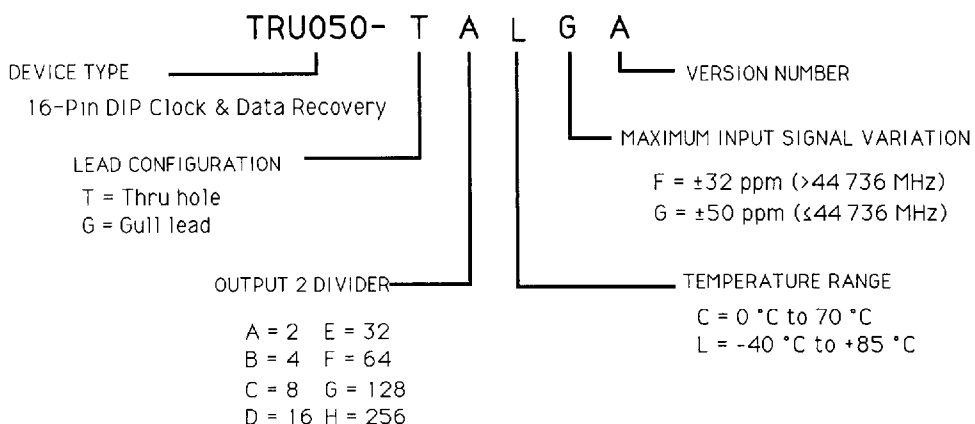 TRU050- T A L G A
DEVICE TYPE
16-Pin DIP Clock & Data Recovery
VERSION NUMBER
MAXIMUM INPUT SIGNAL VARIATION
F = ±32 ppm (>44 736 MHz)
G = ±50 ppm (≤44 736 MHz)
LEAD CONFIGURATION
T = Thru hole
G = Gull lead
OUTPUT 2 DIVIDER
A = 2 E = 32
B = 4 F = 64
C = 8 G = 128
D = 16 H = 256
TEMPERATURE RANGE
C = 0 °C to 70 °C
L = -40 °C to +85 °C